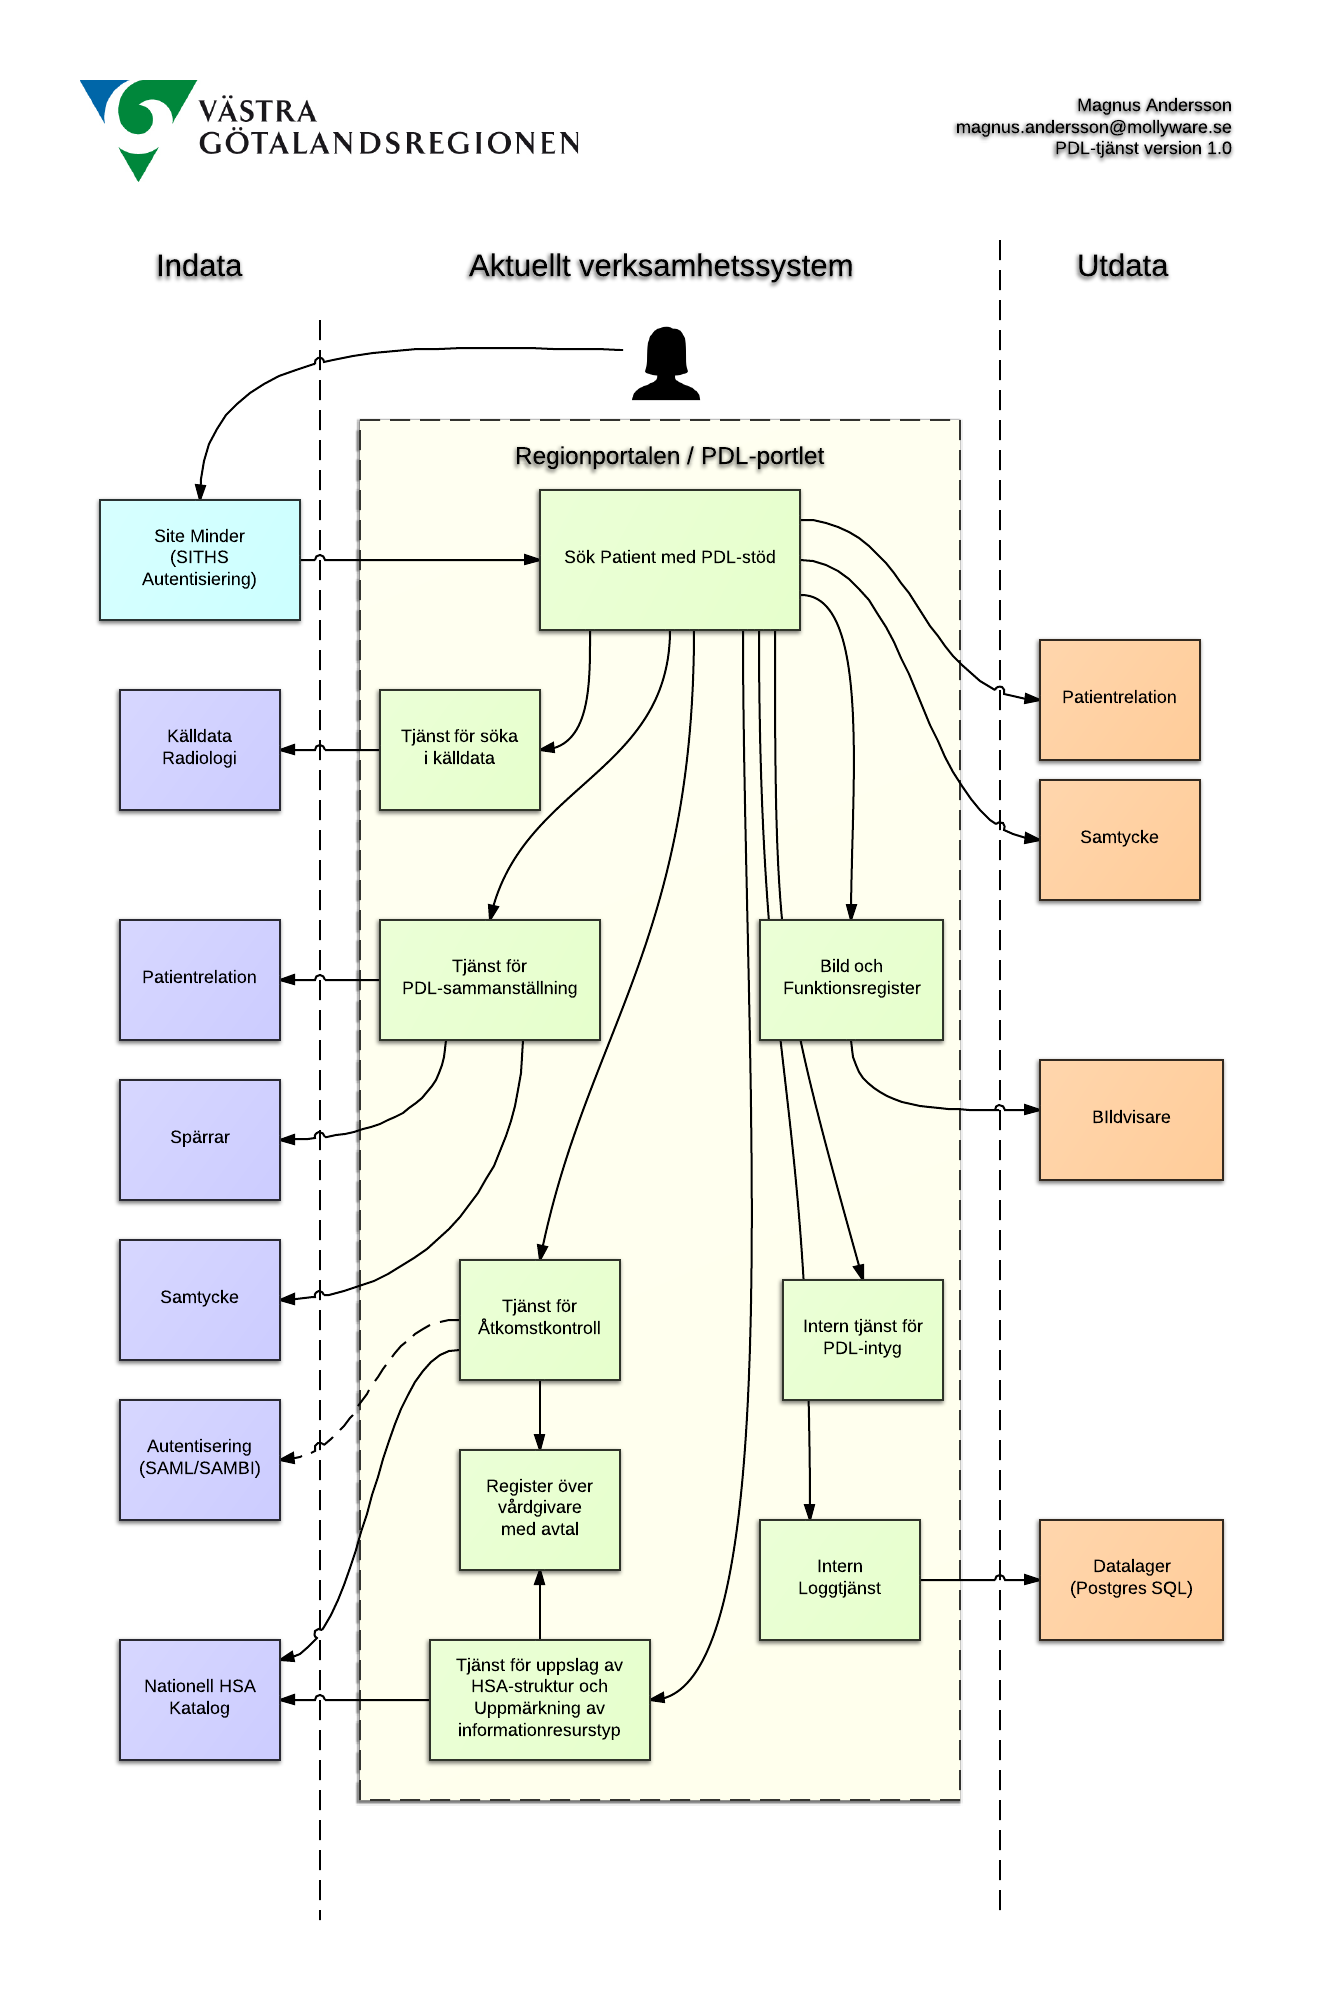 VÄSTRA
GÖTALANDSREGIONEN
Magnus Andersson
magnus.andersson@mollyware.se
PDL-tjänst version 1.0
Indata
Aktuellt verksamhetssystem
Utdata
Regionportalen / PDL-portlet
Site Minder
(SITHS
Autentisiering)
Sök Patient med PDL-stöd
Patientrelation
Källdata
Radiologi
Tjänst för söka
i källdata
Samtycke
Patientrelation
Tjänst för
PDL-sammanställning
Bild och
Funktionsregister
Spärrar
BIldvisare
Samtycke
Tjänst för
Åtkomstkontroll
Intern tjänst för
PDL-intyg
Autentisering
(SAML/SAMBI)
Register över
vårdgivare
med avtal
Intern
Loggtjänst
Datalager
(Postgres SQL)
Nationell HSA
Katalog
Tjänst för uppslag av
HSA-struktur och
Uppmärkning av
informationresurstyp